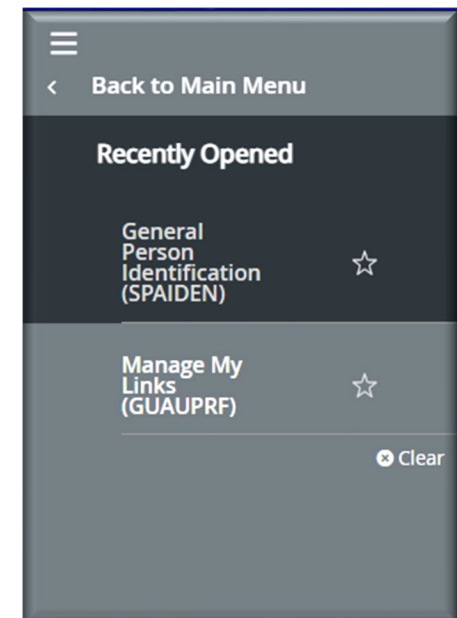 Back to Main Menu
Recently Opened
General
Person
Identification
(SPAIDEN)
Manage My
Links
(GUAUPRF)
Clear